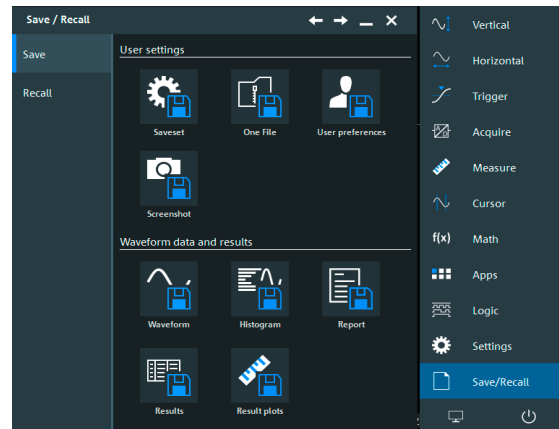 Save / Recall
Save
Recall
User settings
Saveset
One File
User preferences
Screenshot
Waveform data and results
Waveform
Histogram
Report
Results
Result plots
Vertical
Horizontal
Trigger
A
D
Acquire
Measure
Cursor
f(x) Math
Apps
Logic
Settings
Save/Recall